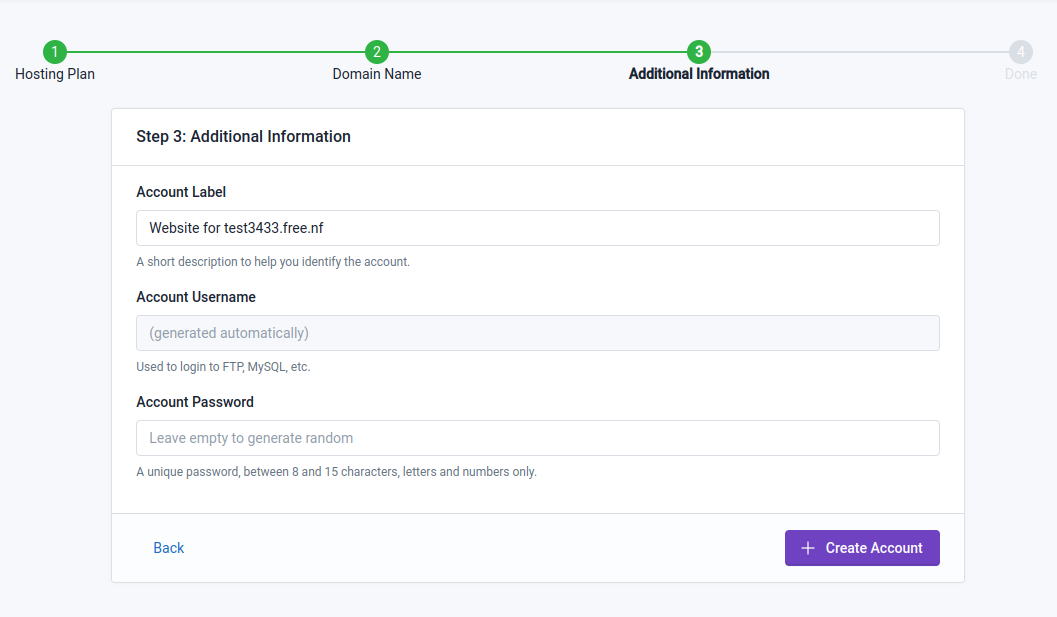 1
2
3
4
Hosting Plan
Domain Name
Additional Information
Done
Step 3: Additional Information
Account Label
Website for test3433.free.nf
A short description to help you identify the account.
Account Username
(generated automatically)
Used to login to FTP, MySQL, etc.
Account Password
Leave empty to generate random
A unique password, between 8 and 15 characters, letters and numbers only.
Back
+ Create Account